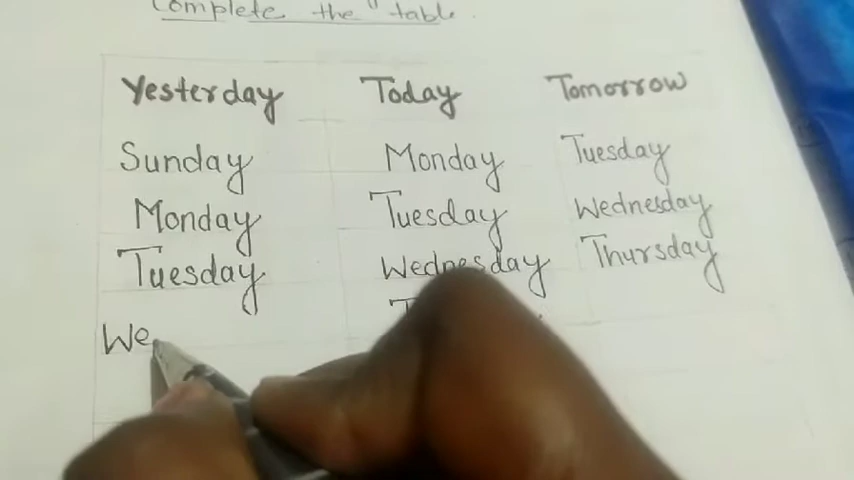 Complete the "table.
Yesterday Today Tomorrow
Sunday Monday Tuesday
Monday Tuesday Wednesday
Tuesday Wednesday Thursday
We